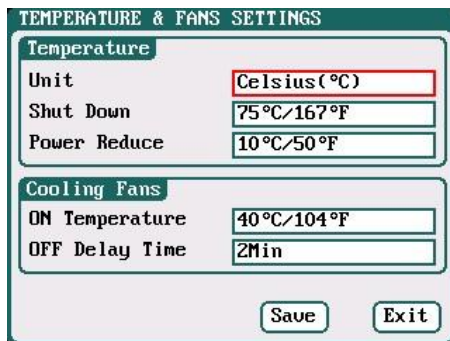 TEMPERATURE & FANS SETTINGS
Temperature
Unit Celsius(°C)
Shut Down 75°C/167°F
Power Reduce 10°C/50°F
Cooling Fans
ON Temperature 40°C/104°F
OFF Delay Time 2Min
Save Exit